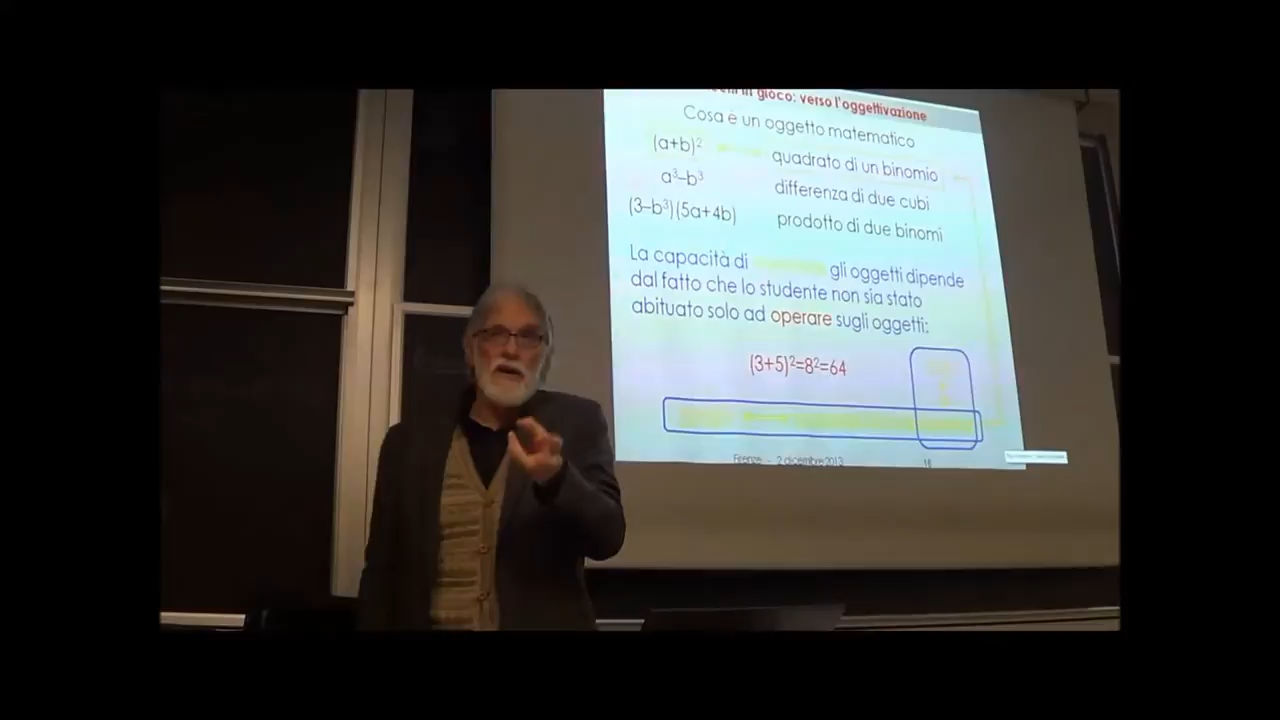 in gioco: verso l'oggettivazione
Cosa è un oggetto matematico
(a+b)² quadrato di un binomio
a³–b³ differenza di due cubi
(3–b³)(5a+4b) prodotto di due binomi
La capacità di gli oggetti dipende
dal fatto che lo studente non sia stato
abituato solo ad operare sugli oggetti:
(3+5)²=8²=64
Firenze - 2 dicembre 2013